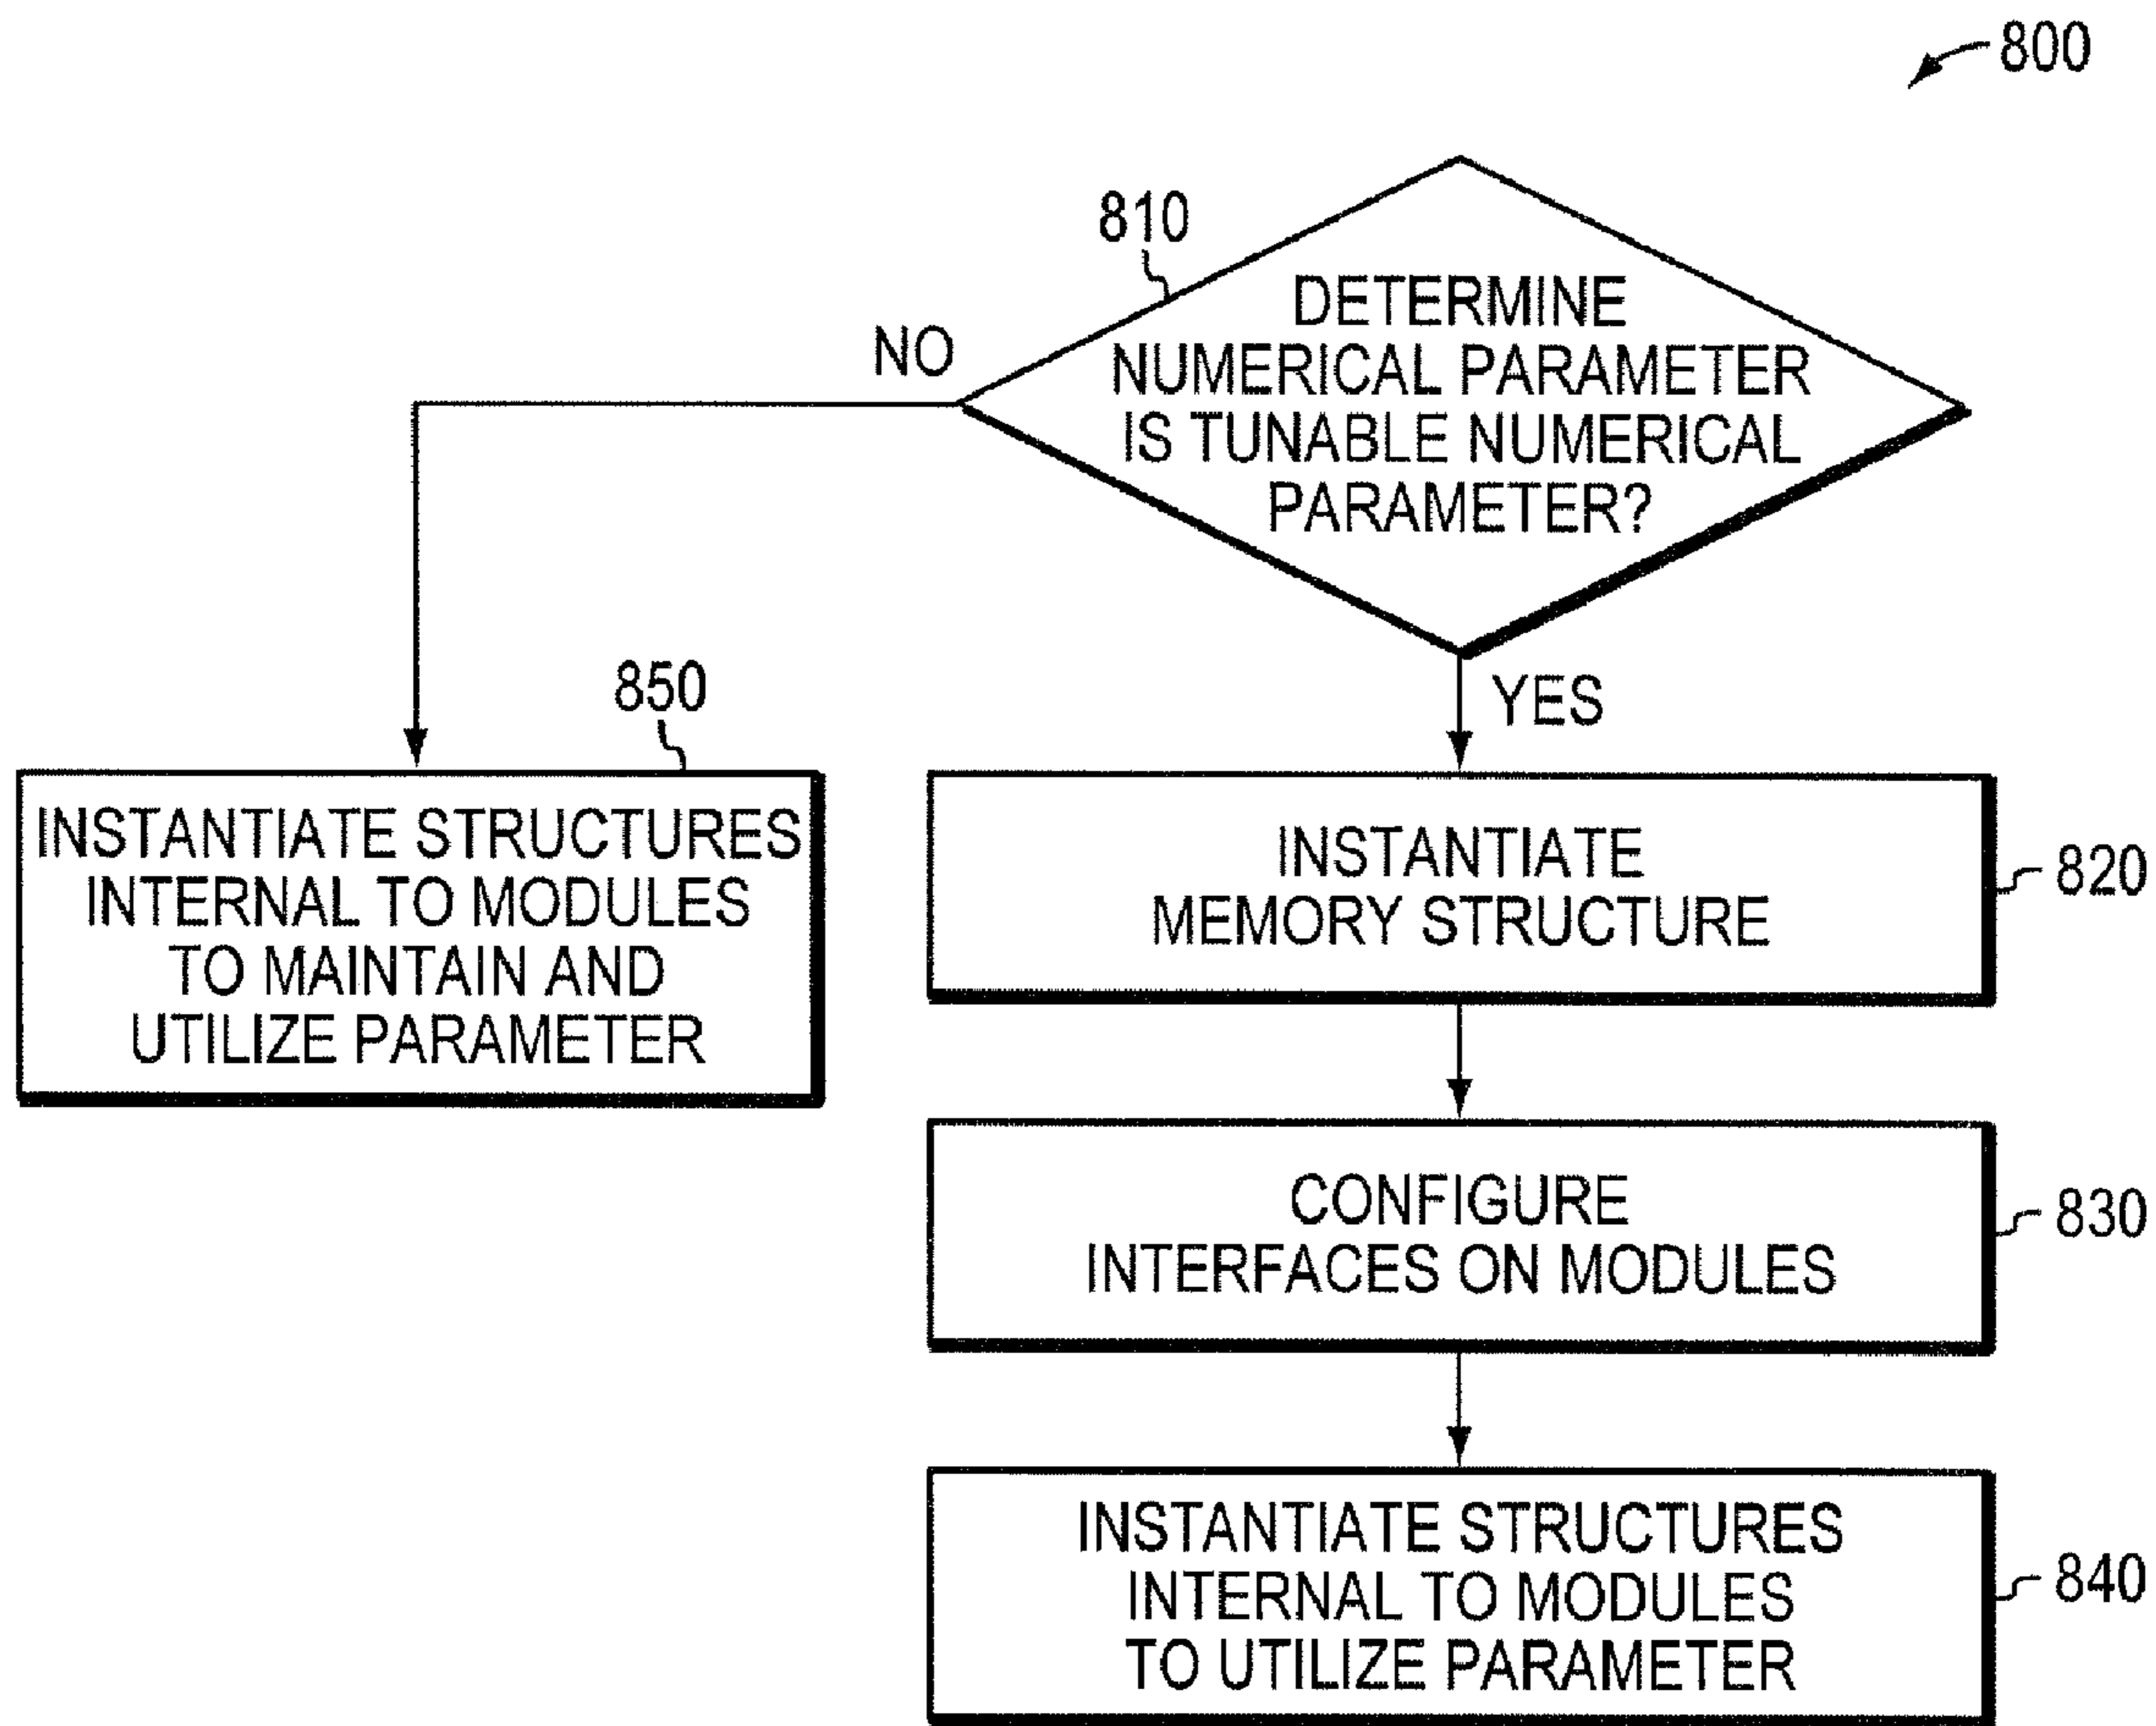 800
810
DETERMINE
NUMERICAL PARAMETER
IS TUNABLE NUMERICAL
PARAMETER?
NO
YES
850
INSTANTIATE STRUCTURES
INTERNAL TO MODULES
TO MAINTAIN AND
UTILIZE PARAMETER
INSTANTIATE
MEMORY STRUCTURE
820
CONFIGURE
INTERFACES ON MODULES
830
INSTANTIATE STRUCTURES
INTERNAL TO MODULES
TO UTILIZE PARAMETER
840